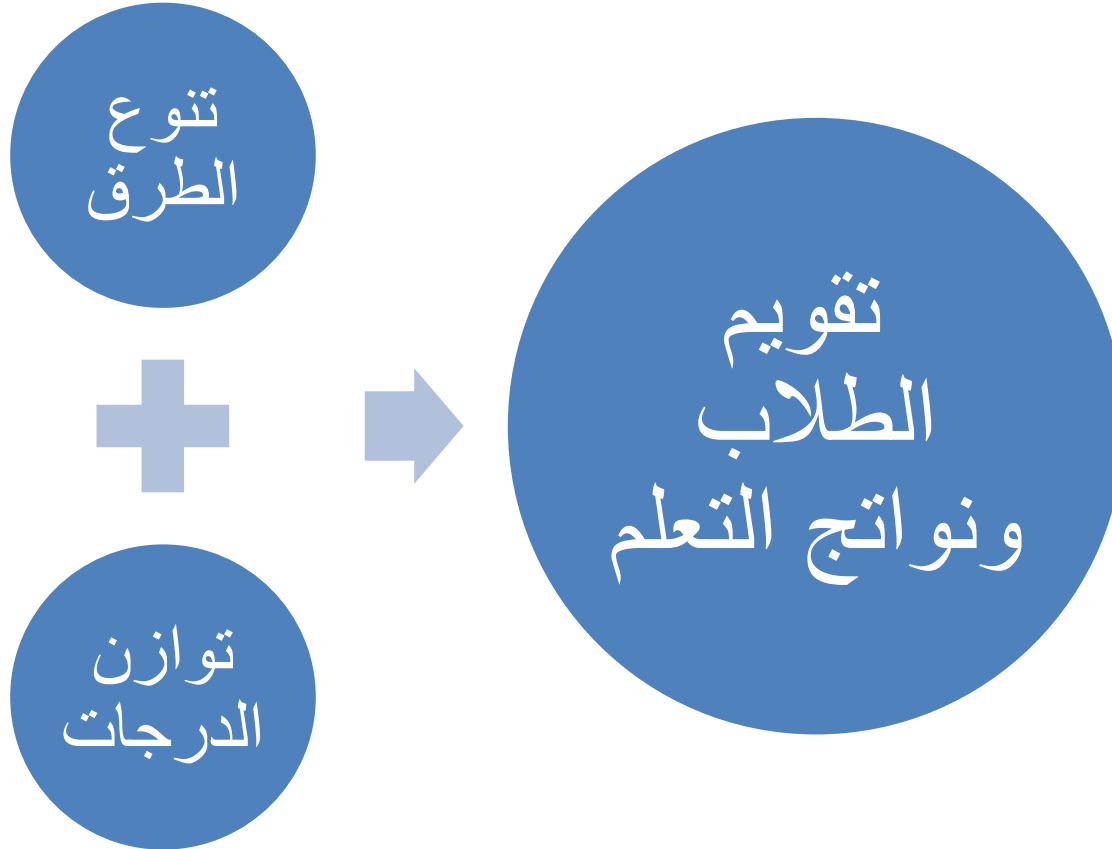 تنوع
الطرق
توازن
الدرجات
تقويم
الطلاب
ونواتج التعلم